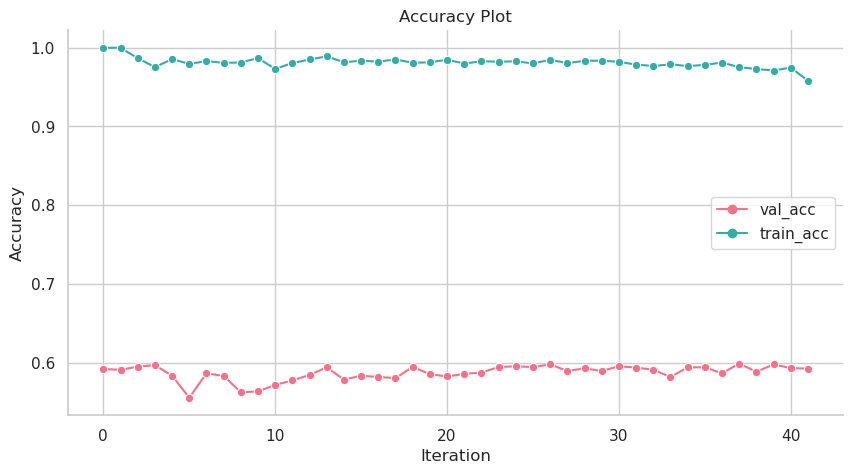 Accuracy Plot
1.0
0.9
0.8
0.7
0.6
Accuracy
val_acc
train_acc
0 10 20 30 40
Iteration